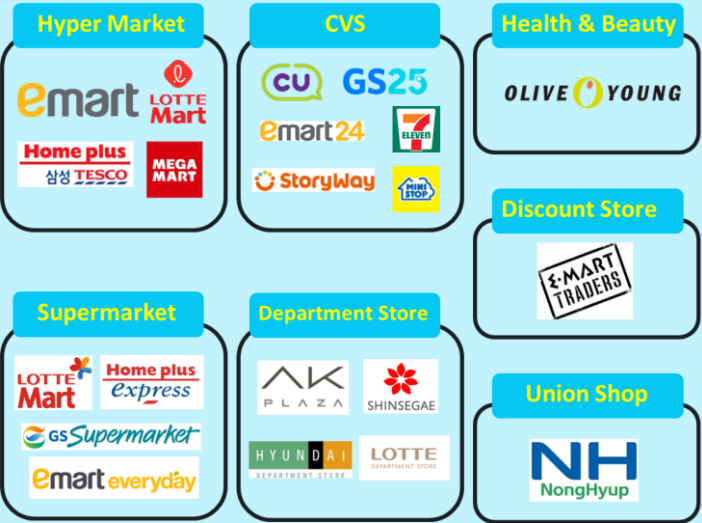 Hyper Market
emart
LOTTE
Mart
Home plus
삼성 TESCO
MEGA
MART
CVS
CU
GS25
emart24
7
ELEVEN
StoryWay
MINI
STOP
Health & Beauty
OLIVE YOUNG
Discount Store
E-MART
TRADERS
Supermarket
LOTTE
Mart
Home plus
express
GS Supermarket
emart everyday
Department Store
AK
PLAZA
SHINSEGAE
HYUNDAI
DEPARTMENT STORE
LOTTE
DEPARTMENT STORE
Union Shop
NH
NongHyup